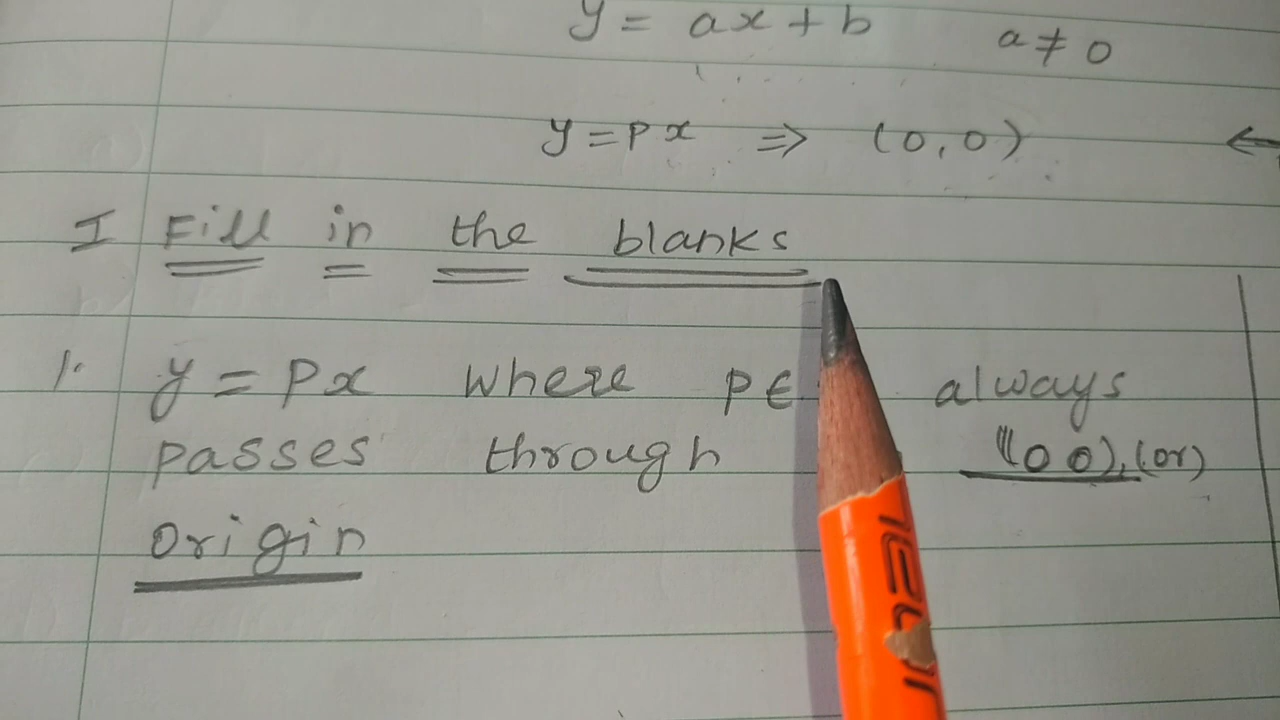 y = ax + b a ≠ 0
y = px ⇒ (0,0) ←
I Fill in the blanks
1. y = px where p ∈ always
passes through (0 0), (or)
origin